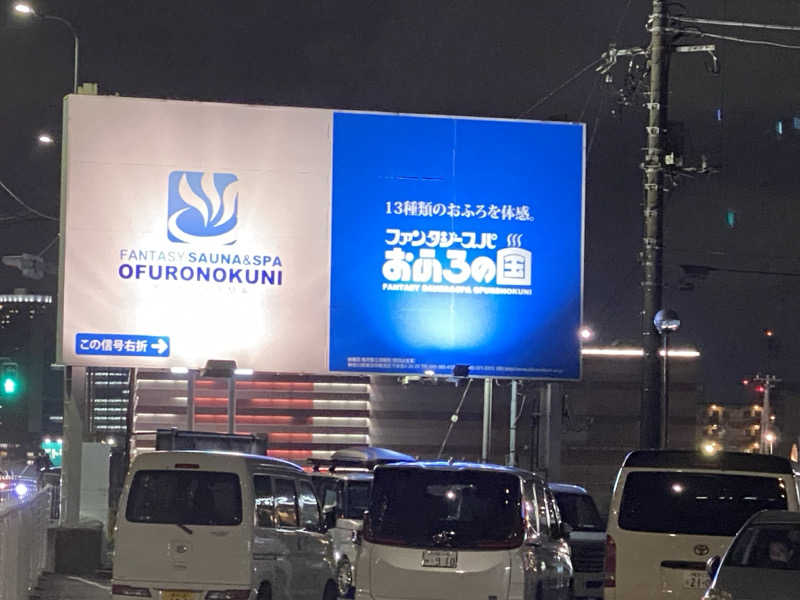 FANTASY SAUNA&SPA
OFURONOKUNI
この信号右折
13種類のおふろを体感。
ファンタジースパ
おふろの国
FANTASY SAUNA&SPA OFURONOKUNI